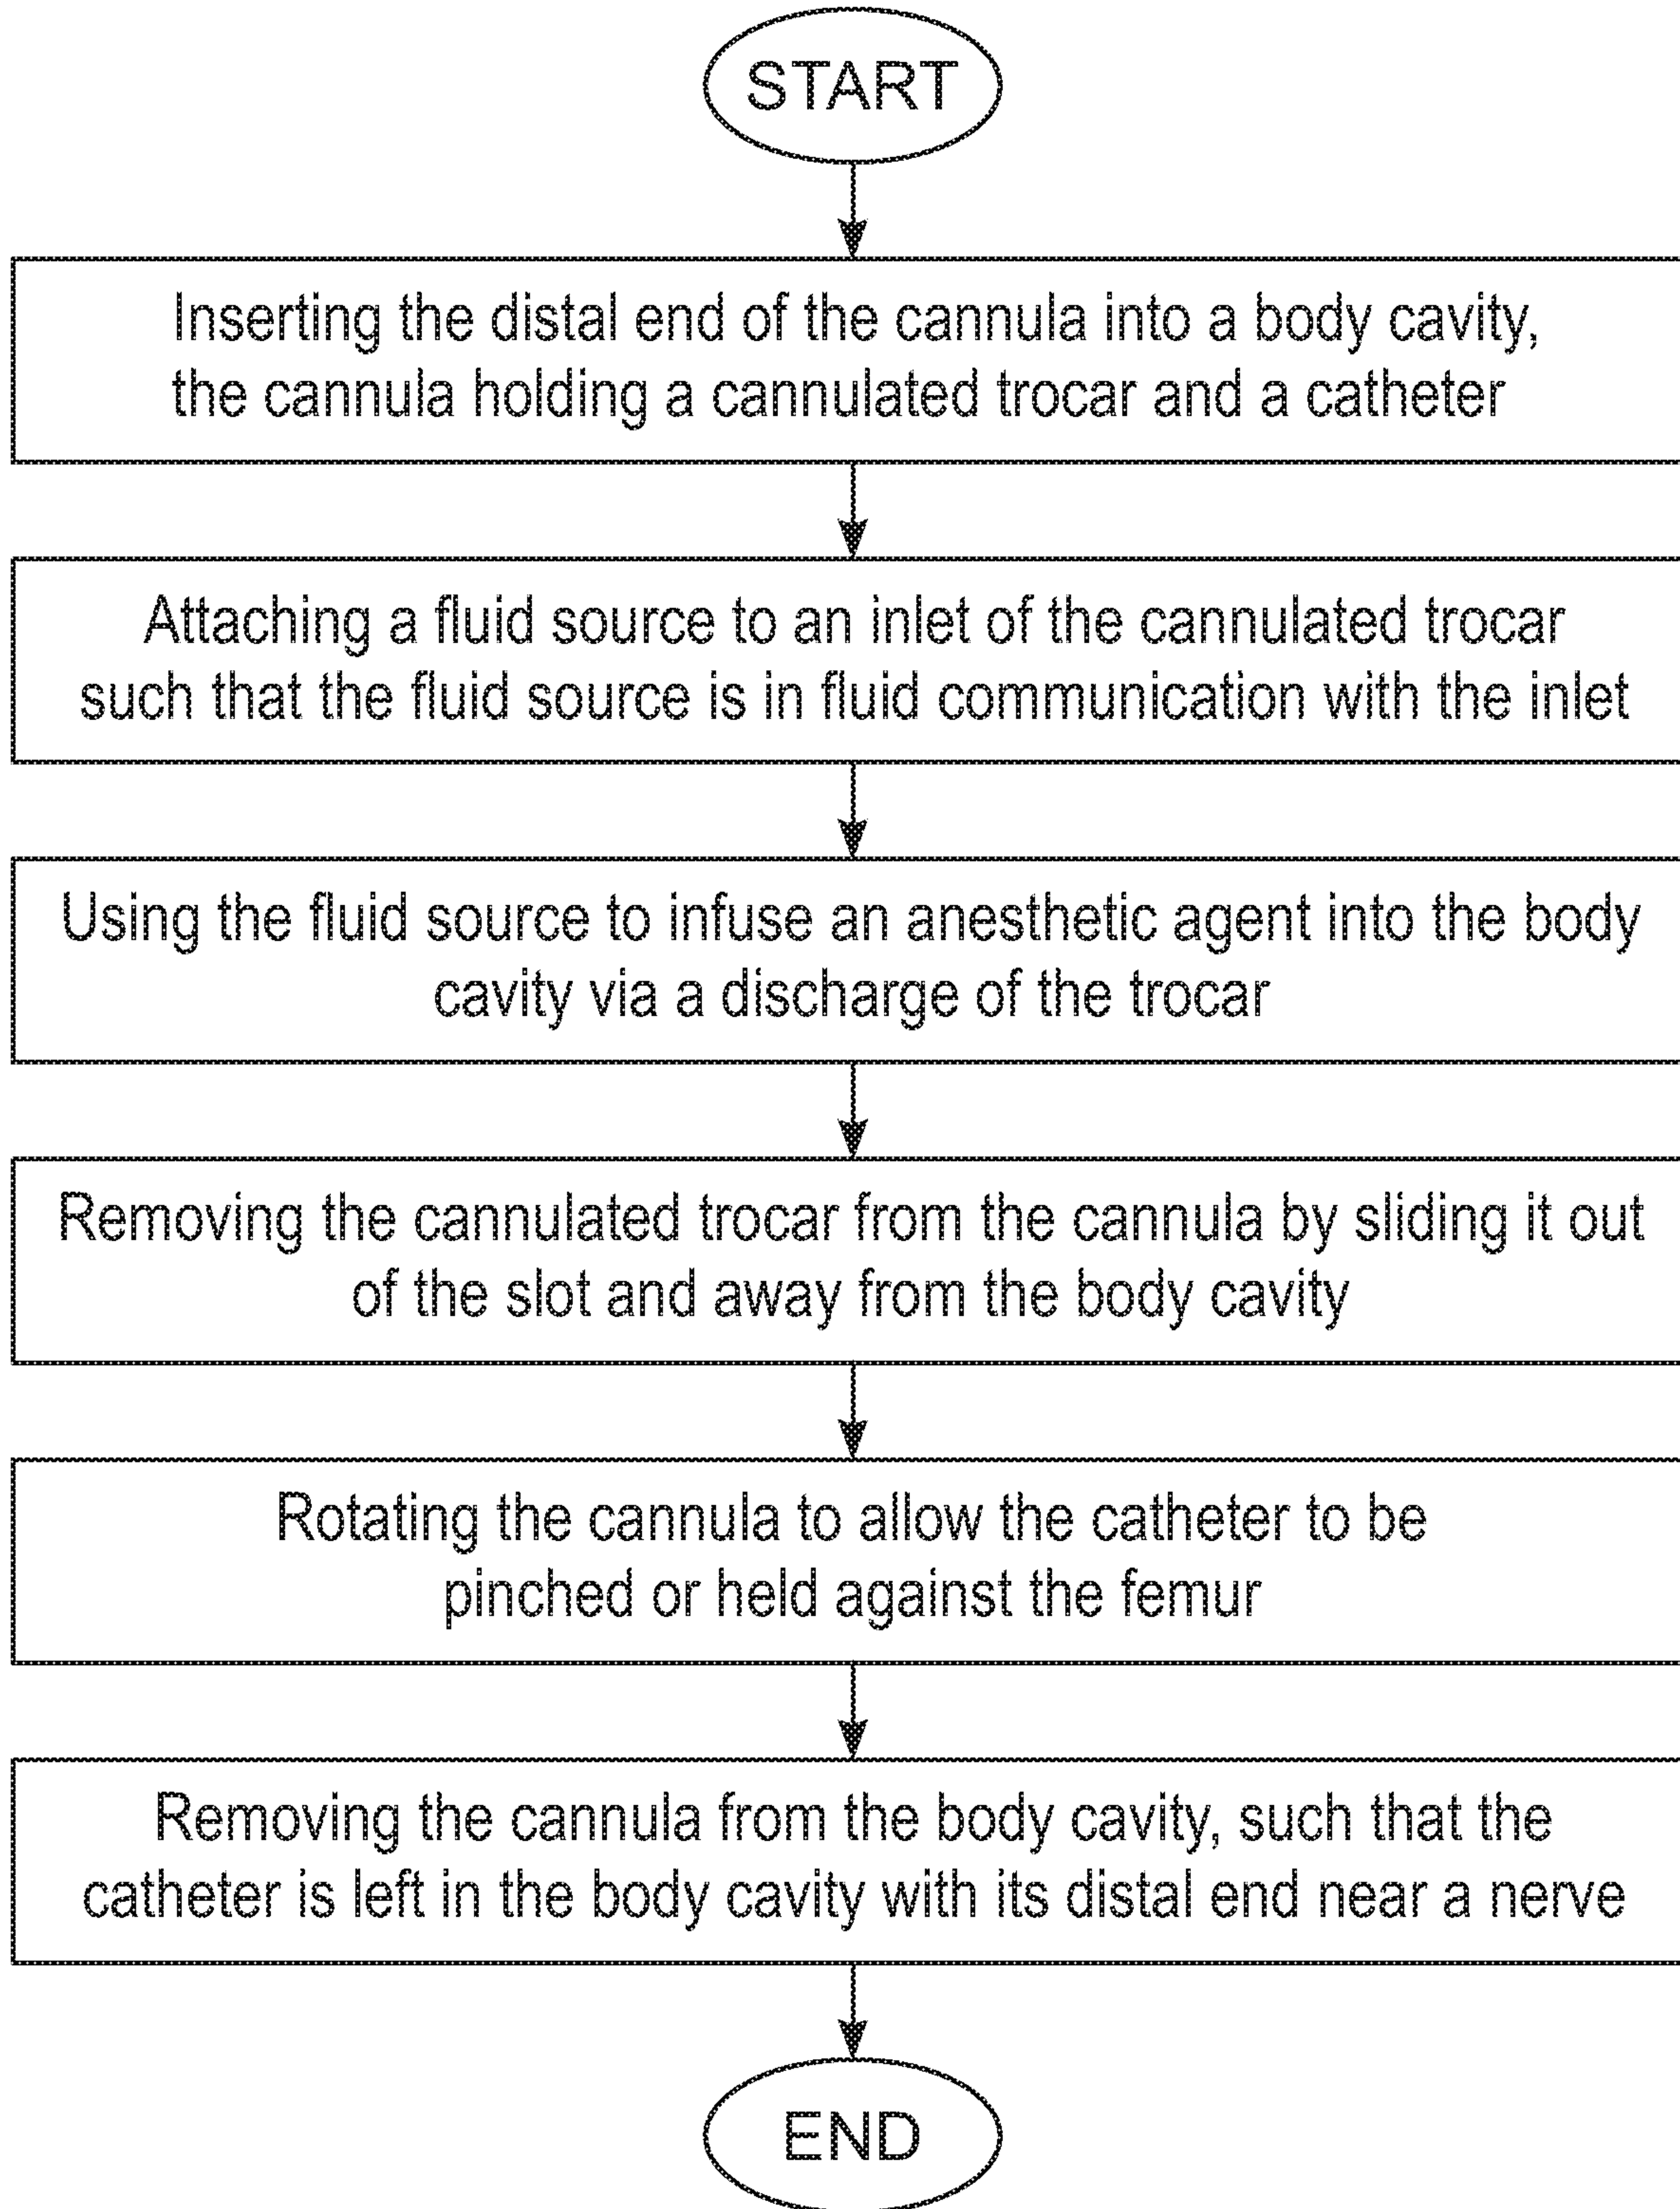 START
Inserting the distal end of the cannula into a body cavity,
the cannula holding a cannulated trocar and a catheter
Attaching a fluid source to an inlet of the cannulated trocar
such that the fluid source is in fluid communication with the inlet
Using the fluid source to infuse an anesthetic agent into the body
cavity via a discharge of the trocar
Removing the cannulated trocar from the cannula by sliding it out
of the slot and away from the body cavity
Rotating the cannula to allow the catheter to be
pinched or held against the femur
Removing the cannula from the body cavity, such that the
catheter is left in the body cavity with its distal end near a nerve
END